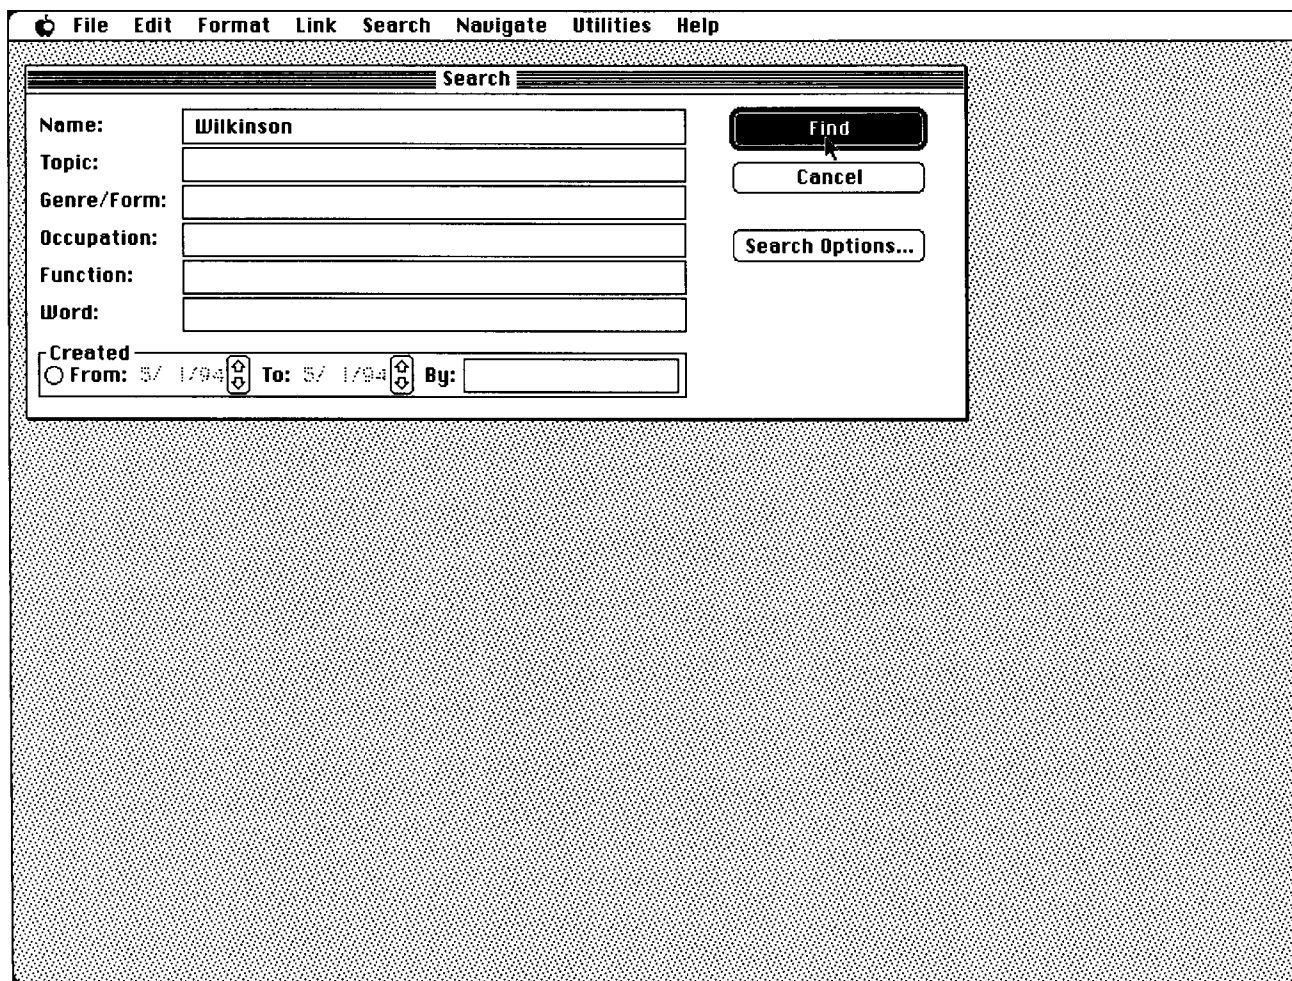 File Edit Format Link Search Navigate Utilities Help
Search
Name: Wilkinson
Find
Topic:
Cancel
Genre/Form:
Occupation:
Search Options...
Function:
Word:
Created
From: 5/ 1/94 To: 5/ 1/94 By: